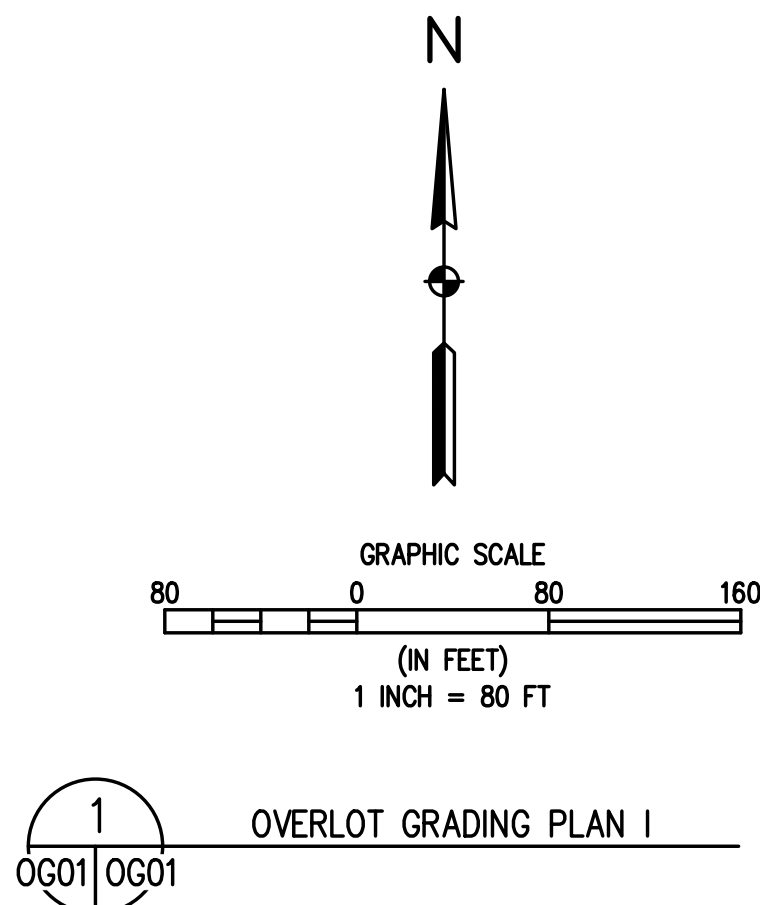 N
GRAPHIC SCALE
80 0 80 160
(IN FEET)
1 INCH = 80 FT
1
OVERLOT GRADING PLAN I
OG01 OG01